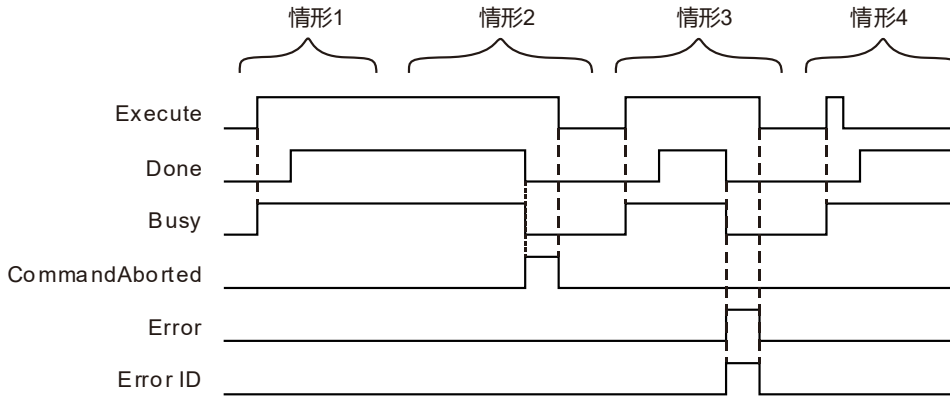 情形1 情形2 情形3 情形4
Execute
Done
Busy
CommandAborted
Error
Error ID